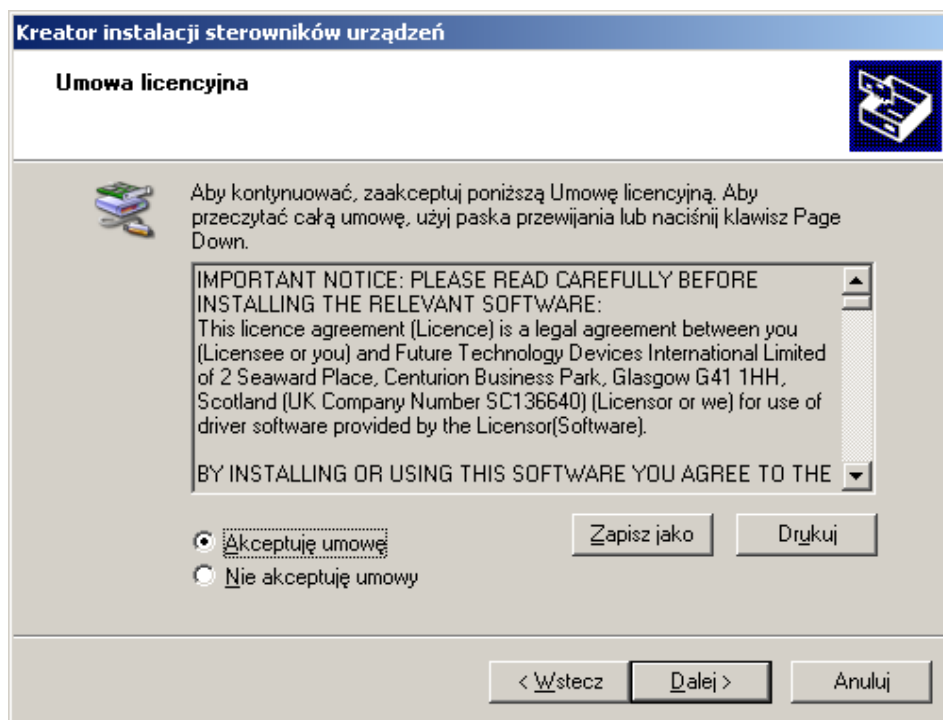 Kreator instalacji sterowników urządzeń
Umowa licencyjna
Aby kontynuować, zaakceptuj poniższą Umowę licencyjną. Aby
przeczytać całą umowę, użyj paska przewijania lub naciśnij klawisz Page
Down.
IMPORTANT NOTICE: PLEASE READ CAREFULLY BEFORE
INSTALLING THE RELEVANT SOFTWARE:
This licence agreement (Licence) is a legal agreement between you
(Licensee or you) and Future Technology Devices International Limited
of 2 Seaward Place, Centurion Business Park, Glasgow G41 1HH,
Scotland (UK Company Number SC136640) (Licensor or we) for use of
driver software provided by the Licensor(Software).
BY INSTALLING OR USING THIS SOFTWARE YOU AGREE TO THE
Akceptuję umowę
Zapisz jako
Drukuj
Nie akceptuję umowy
< Wstecz
Dalej >
Anuluj